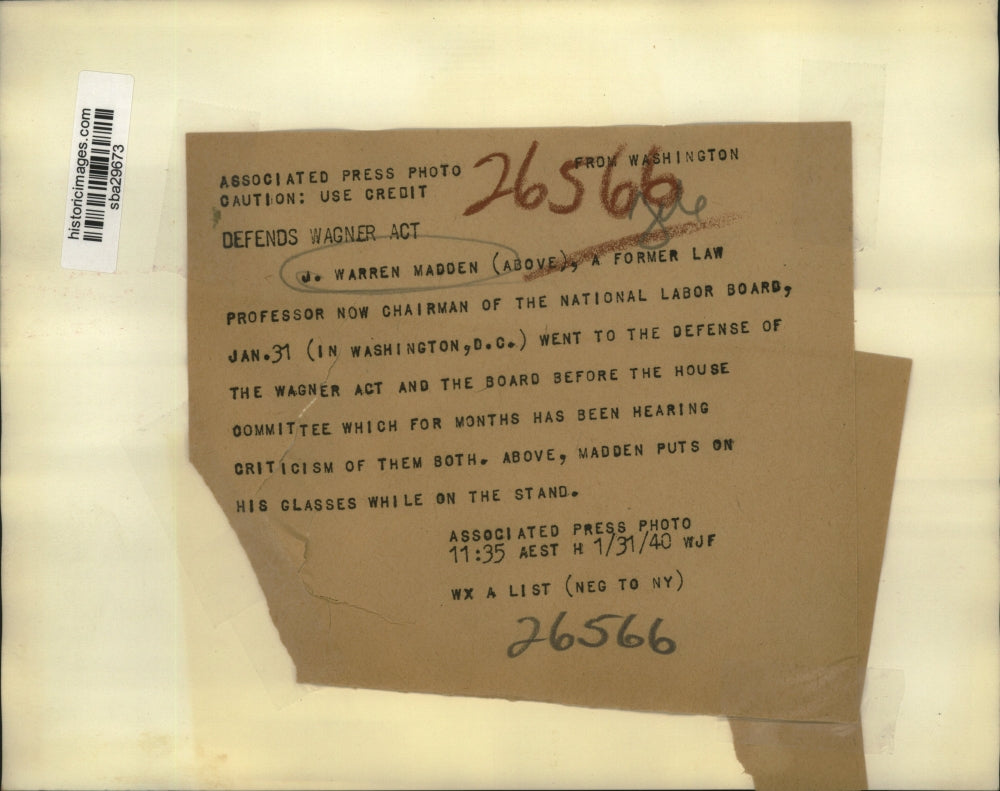 historicimages.com
sba29673
ASSOCIATED PRESS PHOTO FROM WASHINGTON
CAUTION: USE CREDIT
26566
DEFENDS WAGNER ACT
J. WARREN MADDEN (ABOVE), A FORMER LAW
PROFESSOR NOW CHAIRMAN OF THE NATIONAL LABOR BOARD,
JAN.31 (IN WASHINGTON,D.C.) WENT TO THE DEFENSE OF
THE WAGNER ACT AND THE BOARD BEFORE THE HOUSE
COMMITTEE WHICH FOR MONTHS HAS BEEN HEARING
CRITICISM OF THEM BOTH. ABOVE, MADDEN PUTS ON
HIS GLASSES WHILE ON THE STAND.
ASSOCIATED PRESS PHOTO
11:35 AEST H 1/31/40 WJF
WX A LIST (NEG TO NY)
26566